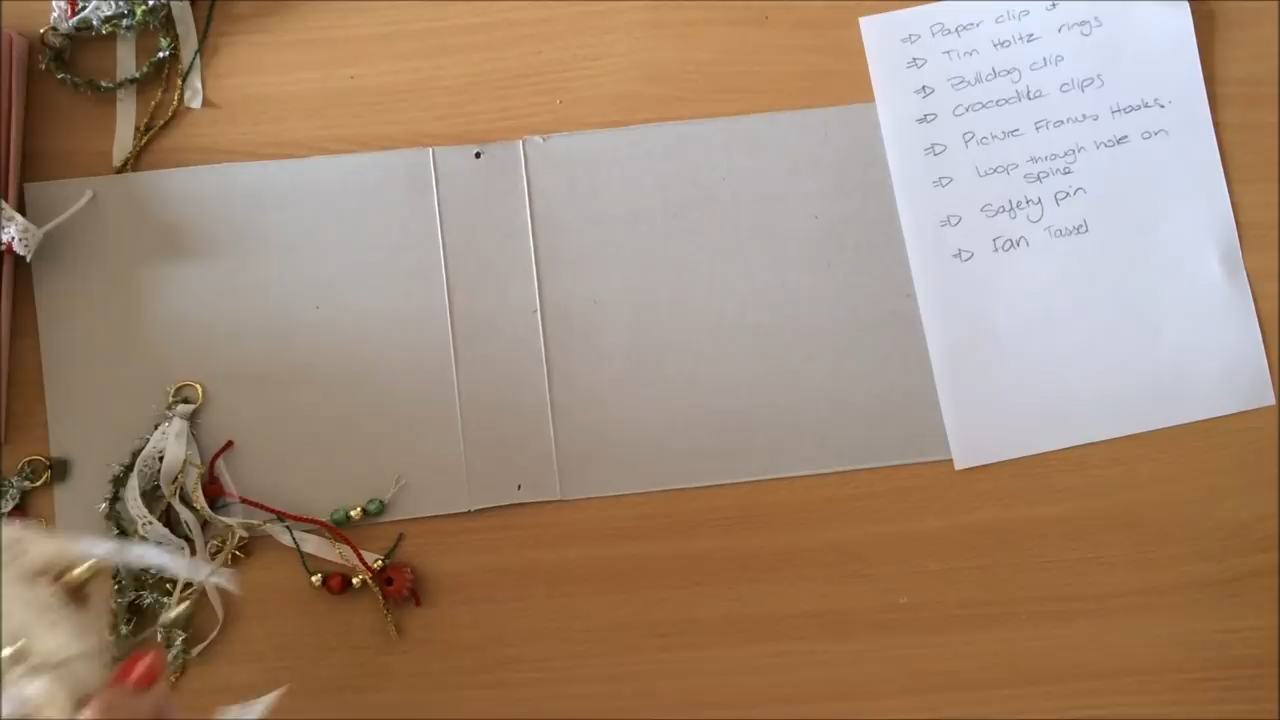 ⇒ Paper clip it
⇒ Tim Holtz rings
⇒ Bulldog clip
⇒ Crocodile clips
⇒ Picture Frames Hooks.
⇒ Loop through hole on
spine
⇒ Safety pin
⇒ Fan Tassel